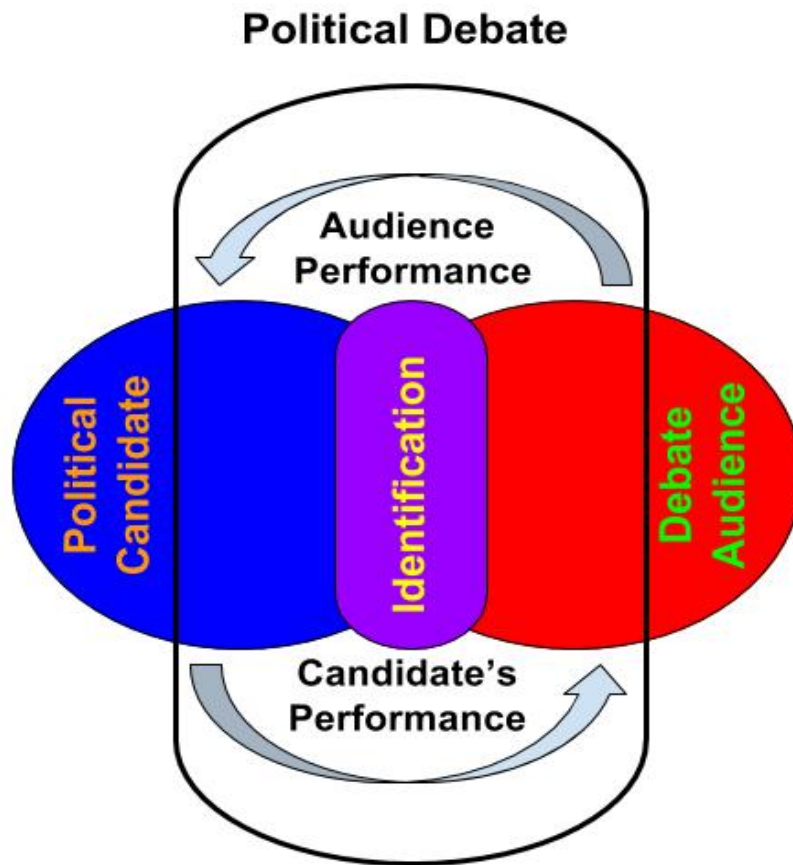 Political Debate
Audience
Performance
Political
Candidate
Identification
Debate
Audience
Candidate's
Performance